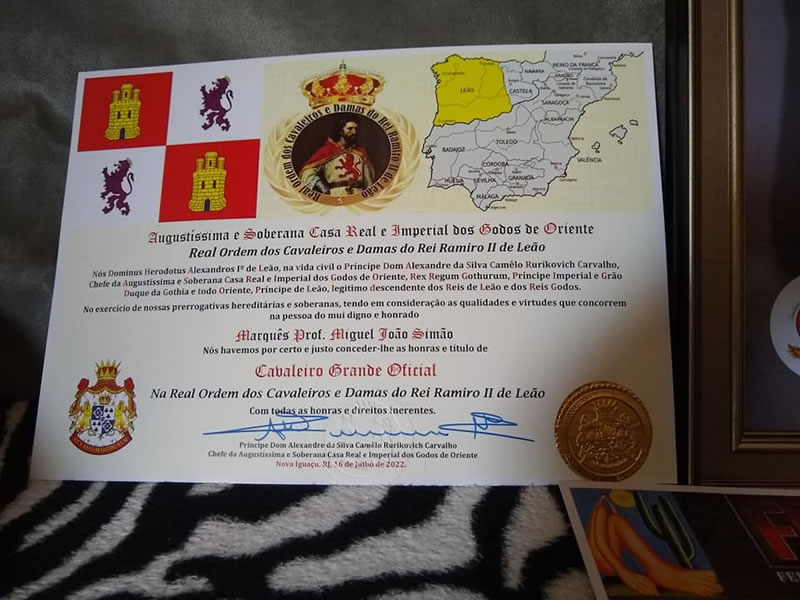 Real Ordem dos Cavaleiros e Damas do Rei Ramiro II de Leão
LEÃO
NAVARRA
REINO DA FRANÇA
ARAGÃO
CASTELA
Condado de
Barcelona
SARAGOÇA
ALBARRACIN
BADAJOZ
TOLEDO
VALÊNCIA
CORDOBA
HUELVA
SEVILHA
GRANADA
MALAGA
Augustíssima e Soberana Casa Real e Imperial dos Godos de Oriente
Real Ordem dos Cavaleiros e Damas do Rei Ramiro II de Leão
Nós Dominus Herodotus Alexandros Iº de Leão, na vida civil o Príncipe Dom Alexandre da Silva Camêlo Rurikovich Carvalho,
Chefe da Augustíssima e Soberana Casa Real e Imperial dos Godos de Oriente, Rex Regum Gothurum, Príncipe Imperial e Grão
Duque da Gothia e todo Oriente, Príncipe de Leão, legitimo descendente dos Reis de Leão e dos Reis Godos.
No exercício de nossas prerrogativas hereditárias e soberanas, tendo em consideração as qualidades e virtudes que concorrem
na pessoa do mui digno e honrado
Marquês Prof. Miguel João Simão
Nós havemos por certo e justo conceder-lhe as honras e título de
Cavaleiro Grande Oficial
Na Real Ordem dos Cavaleiros e Damas do Rei Ramiro II de Leão
Com todas as honras e direitos inerentes.
Príncipe Dom Alexandre da Silva Camêlo Rurikovich Carvalho
Chefe da Augustíssima e Soberana Casa Real e Imperial dos Godos de Oriente
Nova Iguaçu, RJ, 16 de julho de 2022.